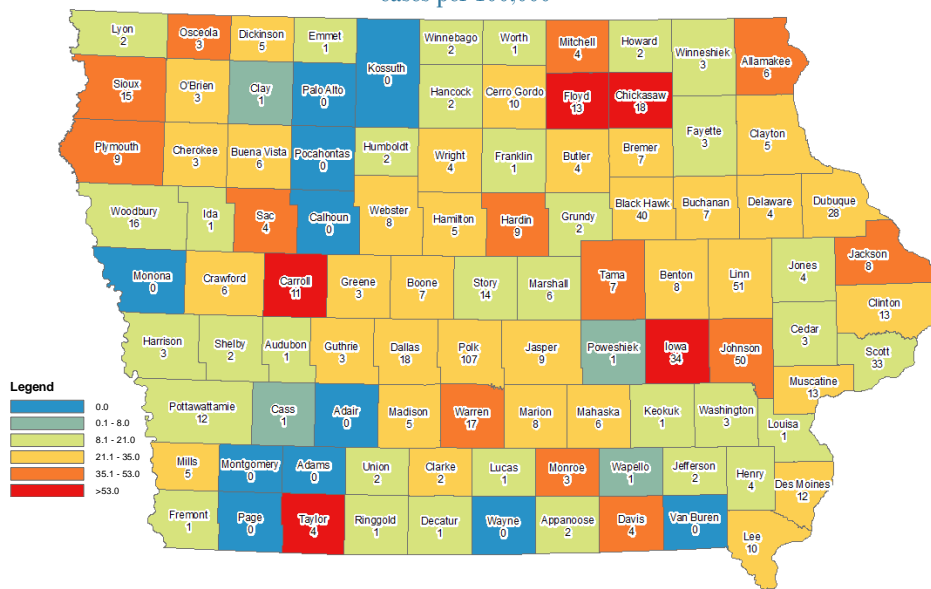 cases per 100,000
Lyon
2
Osceola
3
Dickinson
5
Emmet
1
Kossuth
0
Winnebago
2
Worth
1
Mitchell
4
Howard
2
Winneshiek
3
Allamakee
6
Sioux
15
O'Brien
3
Clay
1
Palo Alto
0
Hancock
2
Cerro Gordo
10
Floyd
13
Chickasaw
18
Fayette
3
Clayton
5
Plymouth
9
Cherokee
3
Buena Vista
6
Pocahontas
0
Humboldt
2
Wright
4
Franklin
1
Butler
4
Bremer
7
Woodbury
16
Ida
1
Sac
4
Calhoun
0
Webster
8
Hamilton
5
Hardin
9
Grundy
2
Black Hawk
40
Buchanan
7
Delaware
4
Dubuque
28
Monona
0
Crawford
6
Carroll
11
Greene
3
Boone
7
Story
14
Marshall
6
Tama
7
Benton
8
Linn
51
Jones
4
Jackson
8
Clinton
13
Harrison
3
Shelby
2
Audubon
1
Guthrie
3
Dallas
18
Polk
107
Jasper
9
Poweshiek
1
Iowa
34
Johnson
50
Cedar
3
Scott
33
Muscatine
13
Pottawattamie
12
Cass
1
Adair
0
Madison
5
Warren
17
Marion
8
Mahaska
6
Keokuk
1
Washington
3
Louisa
1
Mills
5
Montgomery
0
Adams
0
Union
2
Clarke
2
Lucas
1
Monroe
3
Wapello
1
Jefferson
2
Henry
4
Des Moines
12
Fremont
1
Page
0
Taylor
4
Ringgold
1
Decatur
1
Wayne
0
Appanoose
2
Davis
4
Van Buren
0
Lee
10
Legend
0.0
0.1 - 8.0
8.1 - 21.0
21.1 - 35.0
35.1 - 53.0
>53.0